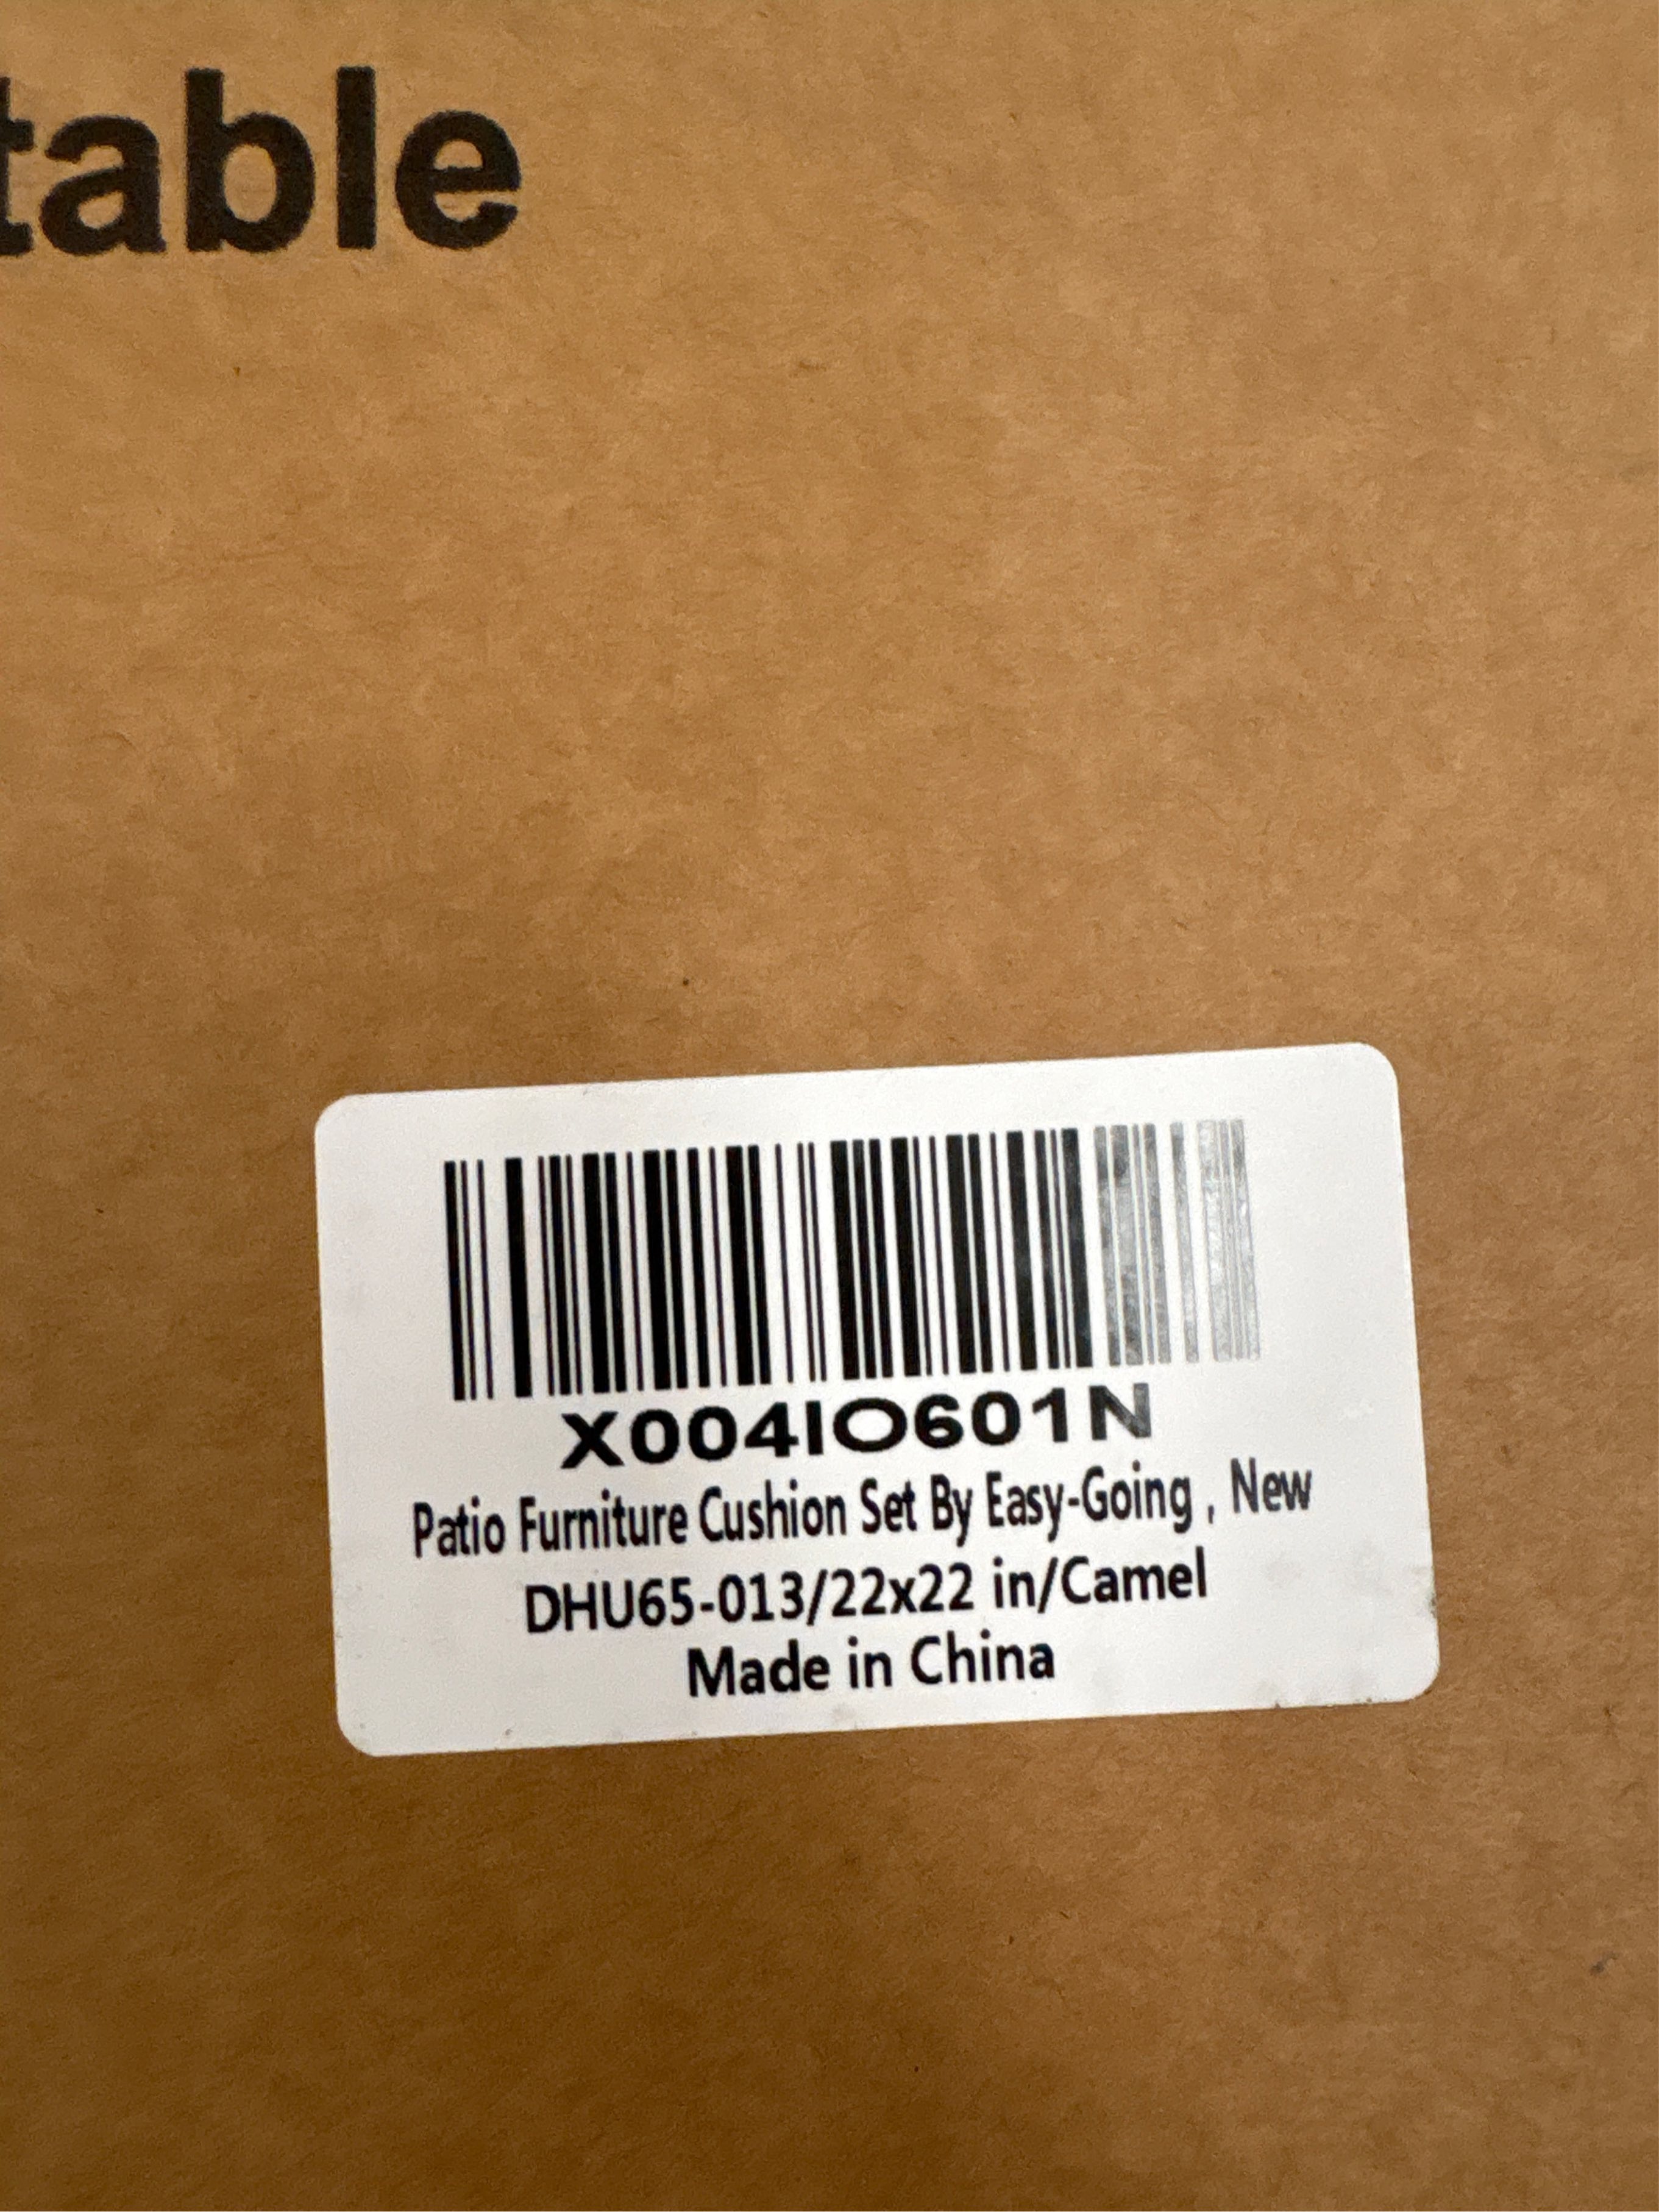 table
X004IO601N
Patio Furniture Cushion Set By Easy-Going , New
DHU65-013/22x22 in/Camel
Made in China